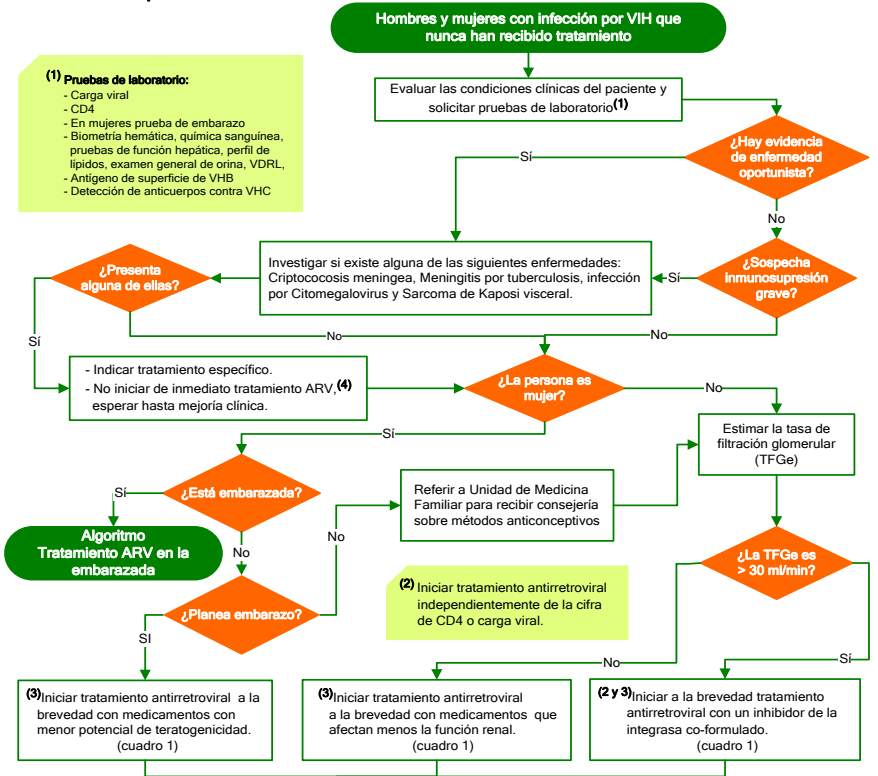 Hombres y mujeres con infección por VIH que
nunca han recibido tratamiento
(1) Pruebas de laboratorio:
- Carga viral
- CD4
- En mujeres prueba de embarazo
- Biometría hemática, química sanguínea,
pruebas de función hepática, perfil de
lípidos, examen general de orina, VDRL,
- Antígeno de superficie de VHB
- Detección de anticuerpos contra VHC
Evaluar las condiciones clínicas del paciente y
solicitar pruebas de laboratorio(1)
¿Hay evidencia
de enfermedad
oportunista?
Sí
No
¿Sospecha
inmunosupresión
grave?
Sí
No
Investigar si existe alguna de las siguientes enfermedades:
Criptococosis meningea, Meningitis por tuberculosis, infección
por Citomegalovirus y Sarcoma de Kaposi visceral.
¿Presenta
alguna de ellas?
No
Sí
- Indicar tratamiento específico.
- No iniciar de inmediato tratamiento ARV,(4)
esperar hasta mejoría clínica.
¿La persona es
mujer?
No
Sí
Estimar la tasa de
filtración glomerular
(TFGe)
¿Está embarazada?
Sí
No
Algoritmo
Tratamiento ARV en la
embarazada
Referir a Unidad de Medicina
Familiar para recibir consejería
sobre métodos anticonceptivos
¿Planea embarazo?
No
SI
(2) Iniciar tratamiento antirretroviral
independientemente de la cifra
de CD4 o carga viral.
¿La TFGe es
> 30 ml/min?
No
Sí
(3)Iniciar tratamiento antirretroviral a la
brevedad con medicamentos con
menor potencial de teratogenicidad.
(cuadro 1)
(3)Iniciar tratamiento antirretroviral
a la brevedad con medicamentos que
afectan menos la función renal.
(cuadro 1)
(2 y 3) Iniciar a la brevedad tratamiento
antirretroviral con un inhibidor de la
integrasa co-formulado.
(cuadro 1)